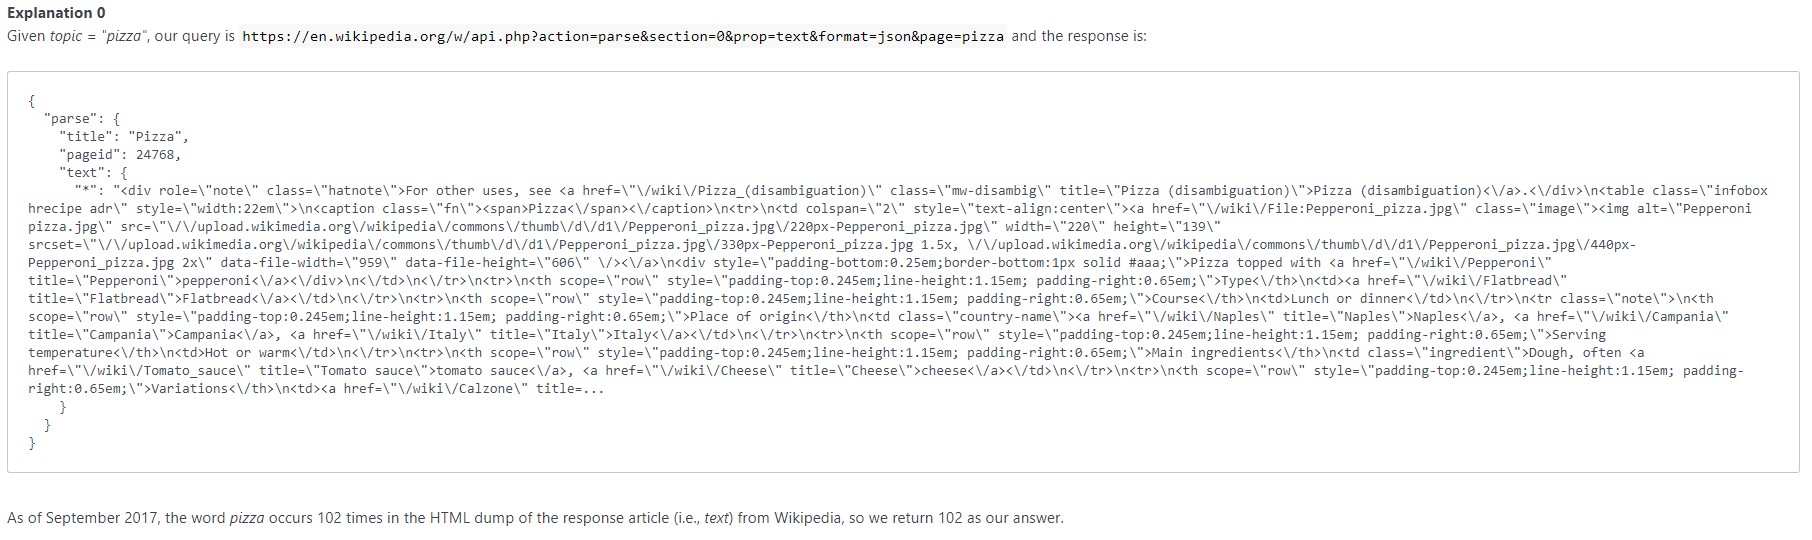 Explanation 0
Given topic = "pizza", our query is https://en.wikipedia.org/w/api.php?action=parse&section=0&prop=text&format=json&page=pizza and the response is:
{
"parse": {
"title": "Pizza",
"pageid": 24768,
"text": {
"*": "<div role=\"note\" class=\"hatnote\">For other uses, see <a href=\"\/wiki\/Pizza_(disambiguation)\" class=\"mw-disambig\" title=\"Pizza (disambiguation)\">Pizza (disambiguation)<\/a>.<\/div>\n<table class=\"infobox
hrecipe adr\" style=\"width:22em\">\n<caption class=\"fn\"><span>Pizza<\/span><\/caption>\n<tr>\n<td colspan=\"2\" style=\"text-align:center\"><a href=\"\/wiki\/File:Pepperoni_pizza.jpg\" class=\"image\"><img alt=\"Pepperoni
pizza.jpg\" src=\"\/\/upload.wikimedia.org\/wikipedia\/commons\/thumb\/d\/d1\/Pepperoni_pizza.jpg\/220px-Pepperoni_pizza.jpg\" width=\"220\" height=\"139\"
srcset=\"\/\/upload.wikimedia.org\/wikipedia\/commons\/thumb\/d\/d1\/Pepperoni_pizza.jpg\/330px-Pepperoni_pizza.jpg 1.5x, \/\/upload.wikimedia.org\/wikipedia\/commons\/thumb\/d\/d1\/Pepperoni_pizza.jpg\/440px-
Pepperoni_pizza.jpg 2x\" data-file-width=\"959\" data-file-height=\"606\" \/><\/a>\n<div style=\"padding-bottom:0.25em;border-bottom:1px solid #aaa;\">Pizza topped with <a href=\"\/wiki\/Pepperoni\"
title=\"Pepperoni\">pepperoni<\/a><\/div>\n<\/td>\n<\/tr>\n<tr>\n<th scope=\"row\" style=\"padding-top:0.245em;line-height:1.15em; padding-right:0.65em;\">Type<\/th>\n<td><a href=\"\/wiki\/Flatbread\"
title=\"Flatbread\">Flatbread<\/a><\/td>\n<\/tr>\n<tr>\n<th scope=\"row\" style=\"padding-top:0.245em;line-height:1.15em; padding-right:0.65em;\">Course<\/th>\n<td>Lunch or dinner<\/td>\n<\/tr>\n<tr class=\"note\">\n<th
scope=\"row\" style=\"padding-top:0.245em;line-height:1.15em; padding-right:0.65em;\">Place of origin<\/th>\n<td class=\"country-name\"><a href=\"\/wiki\/Naples\" title=\"Naples\">Naples<\/a>, <a href=\"\/wiki\/Campania\"
title=\"Campania\">Campania<\/a>, <a href=\"\/wiki\/Italy\" title=\"Italy\">Italy<\/a><\/td>\n<\/tr>\n<tr>\n<th scope=\"row\" style=\"padding-top:0.245em;line-height:1.15em; padding-right:0.65em;\">Serving
temperature<\/th>\n<td>Hot or warm<\/td>\n<\/tr>\n<tr>\n<th scope=\"row\" style=\"padding-top:0.245em;line-height:1.15em; padding-right:0.65em;\">Main ingredients<\/th>\n<td class=\"ingredient\">Dough, often <a
href=\"\/wiki\/Tomato_sauce\" title=\"Tomato sauce\">tomato sauce<\/a>, <a href=\"\/wiki\/Cheese\" title=\"Cheese\">cheese<\/a><\/td>\n<\/tr>\n<tr>\n<th scope=\"row\" style=\"padding-top:0.245em;line-height:1.15em; padding-
right:0.65em;\">Variations<\/th>\n<td><a href=\"\/wiki\/Calzone\" title=...
}
}
}
As of September 2017, the word pizza occurs 102 times in the HTML dump of the response article (i.e., text) from Wikipedia, so we return 102 as our answer.